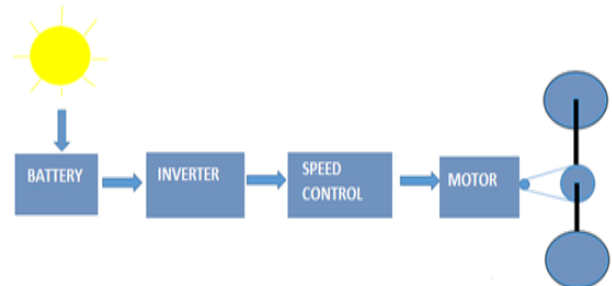 BATTERY
INVERTER
SPEED
CONTROL
MOTOR